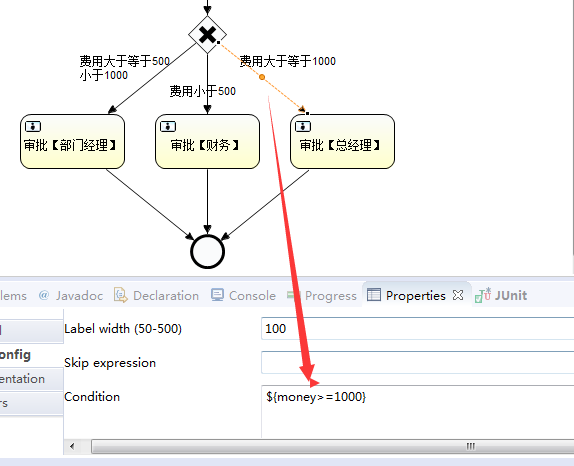 费用大于等于500
小于1000
费用大于等于1000
费用小于500
审批【部门经理】
审批【财务】
审批【总经理】
lems @ Javadoc Declaration Console Progress Properties JUnit
l
onfig
entation
rs
Label width (50-500)
100
Skip expression
Condition
${money>=1000}